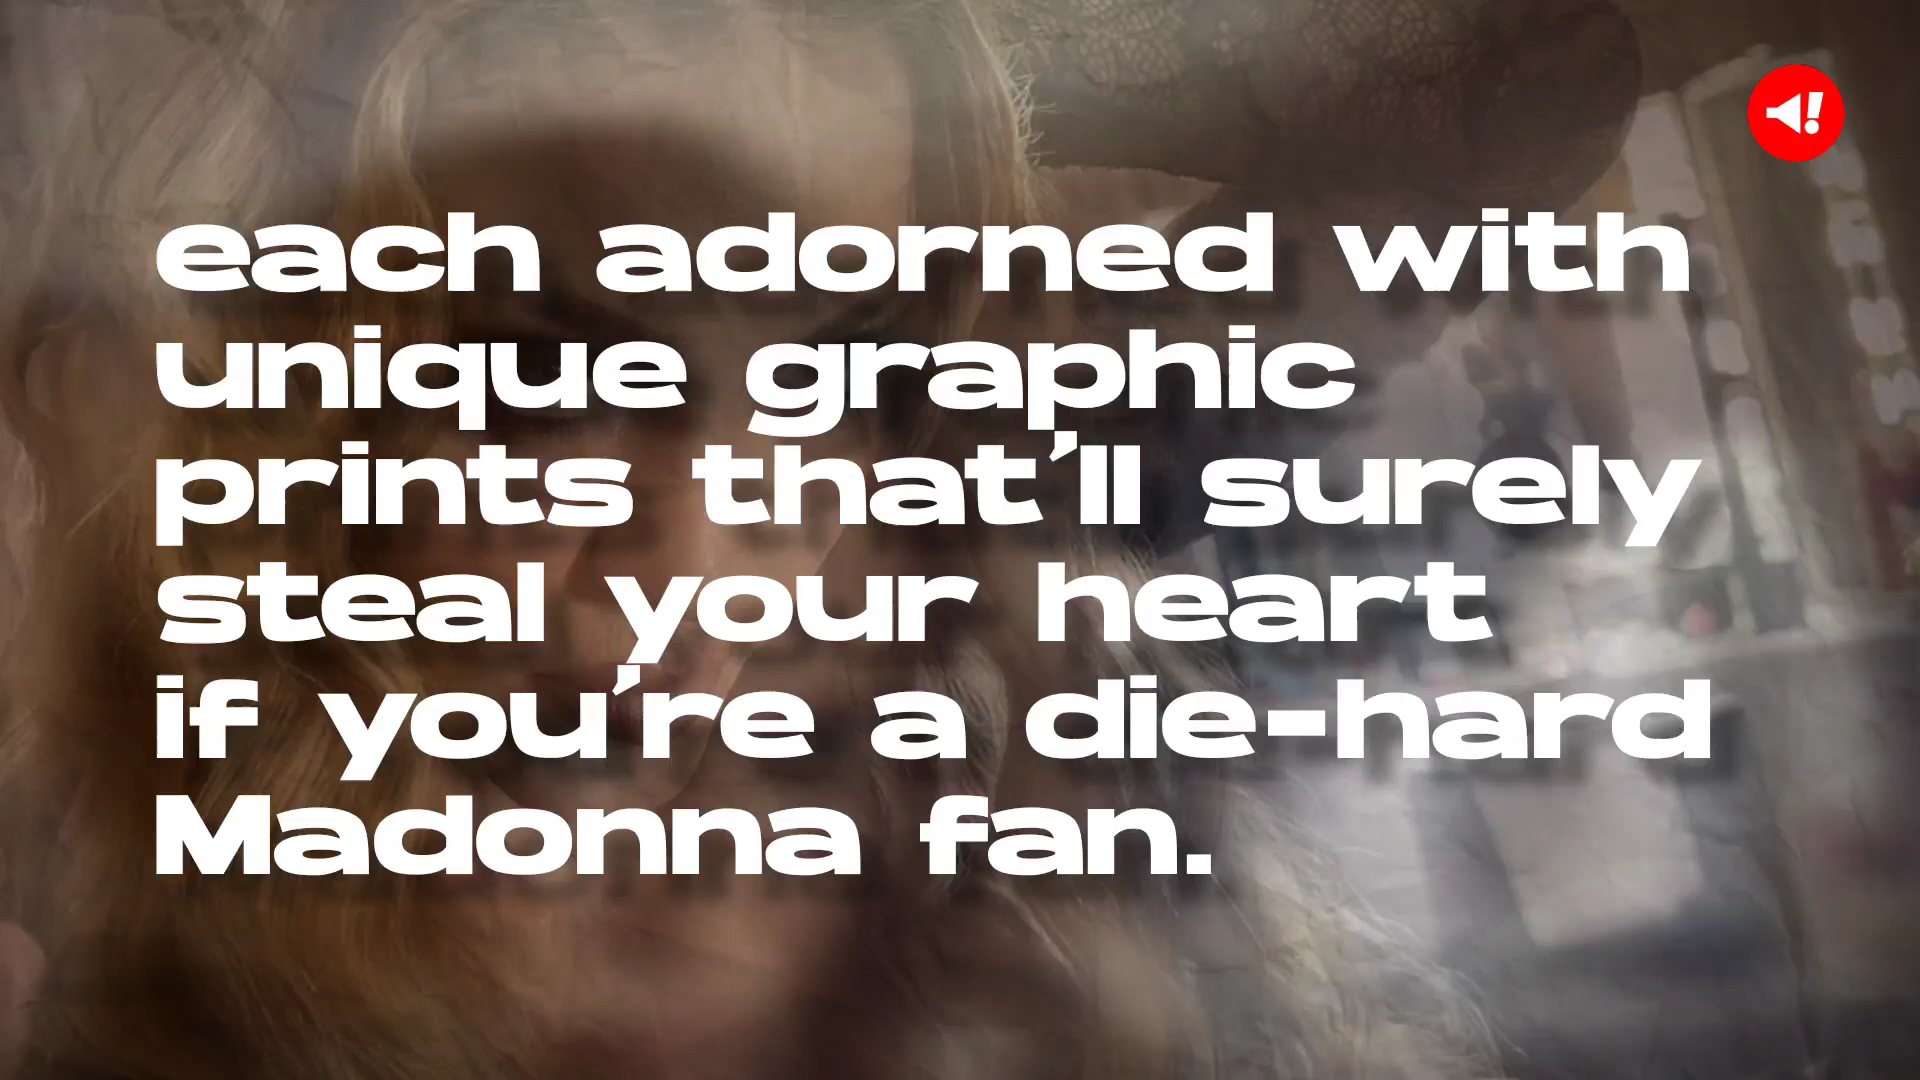 each adorned with
unique graphic
prints that'll surely
steal your heart
if you're a die-hard
Madonna fan.